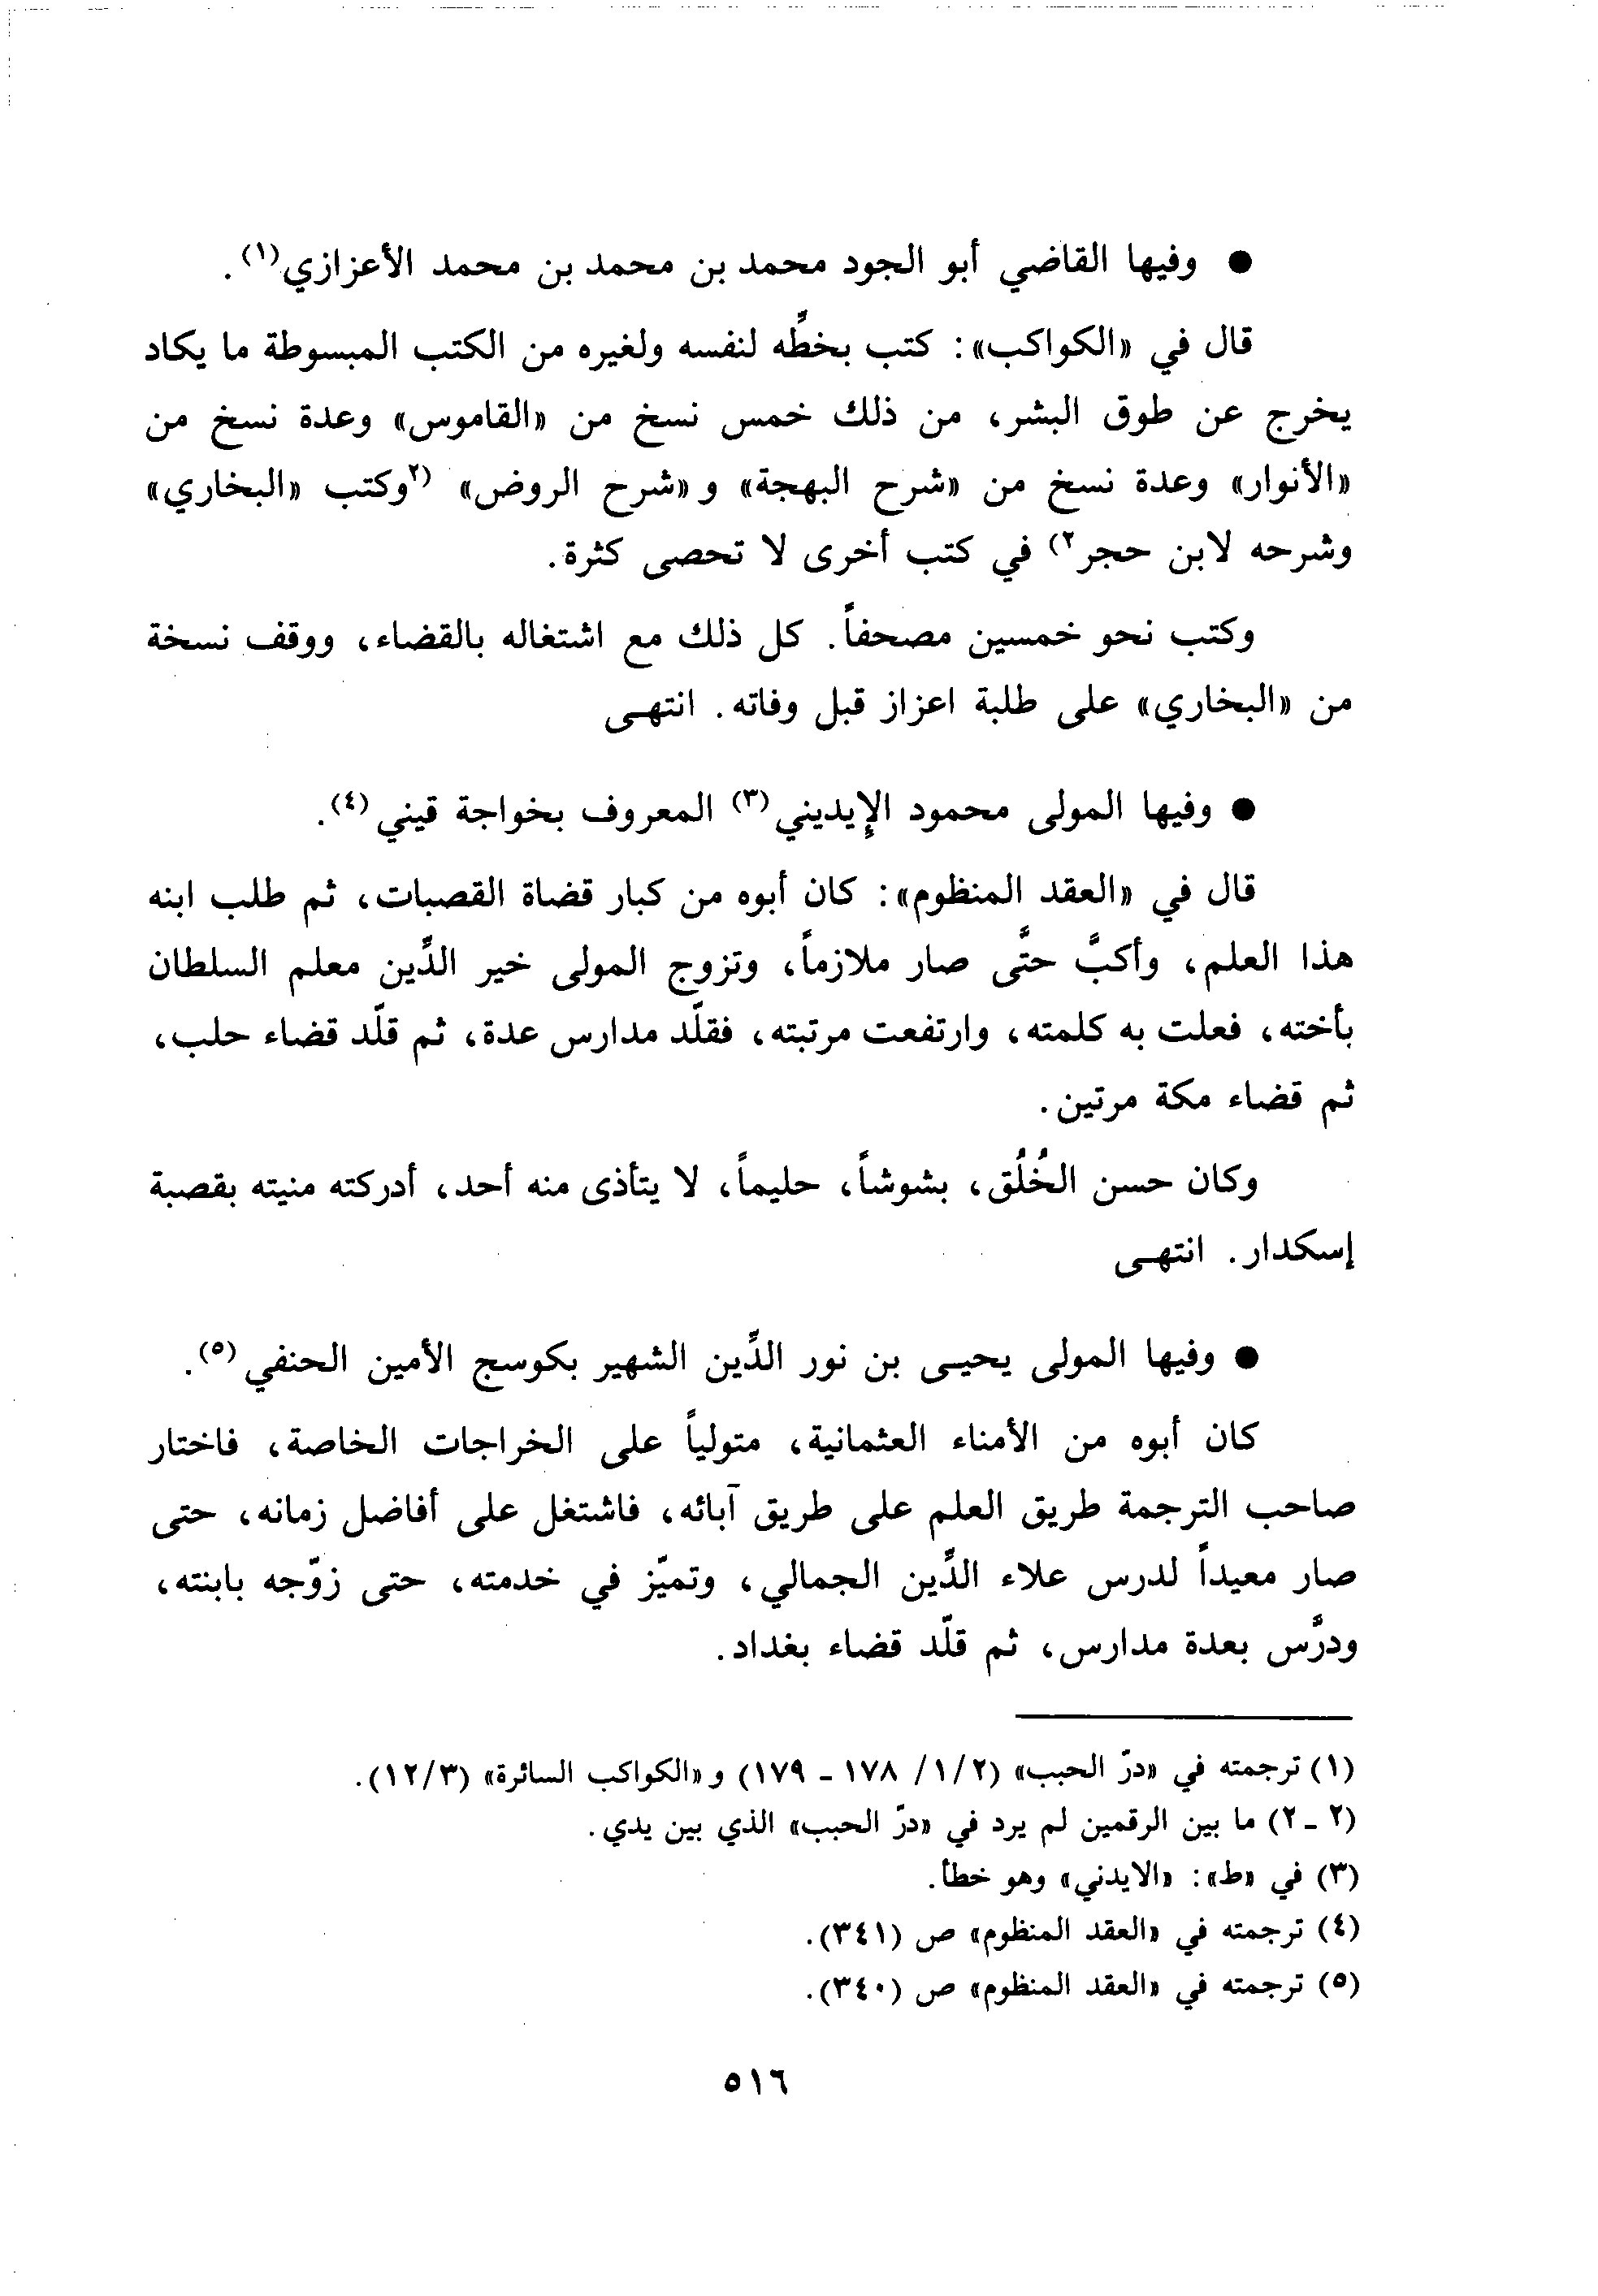 ● وفيها القاضي أبو الجود محمد بن محمد بن محمد الأعزازي(١).
قال في «الكواكب»: كتب بخطِّه لنفسه ولغيره من الكتب المبسوطة ما يكاد
يخرج عن طوق البشر، من ذلك خمس نسخ من «القاموس» وعدة نسخ من
«الأنوار» وعدة نسخ من «شرح البهجة» و«شرح الروض» (٢وكتب «البخاري»
وشرحه لابن حجر٢) في كتب أخرى لا تحصى كثرة.
وكتب نحو خمسين مصحفاً. كل ذلك مع اشتغاله بالقضاء، ووقف نسخة
من «البخاري» على طلبة اعزاز قبل وفاته. انتهى
● وفيها المولى محمود الإيديني(٣) المعروف بخواجة قيني(٤).
قال في «العقد المنظوم»: كان أبوه من كبار قضاة القصبات، ثم طلب ابنه
هذا العلم، وأكبَّ حتَّى صار ملازماً، وتزوج المولى خير الدِّين معلم السلطان
بأخته، فعلت به كلمته، وارتفعت مرتبته، فقلّد مدارس عدة، ثم قلّد قضاء حلب،
ثم قضاء مكة مرتين.
وكان حسن الخُلُق، بشوشاً، حليماً، لا يتأذى منه أحد، أدركته منيته بقصبة
إسكدار. انتهى
● وفيها المولى يحيى بن نور الدِّين الشهير بكوسج الأمين الحنفي(٥).
كان أبوه من الأمناء العثمانية، متولياً على الخراجات الخاصة، فاختار
صاحب الترجمة طريق العلم على طريق آبائه، فاشتغل على أفاضل زمانه، حتى
صار معيداً لدرس علاء الدِّين الجمالي، وتميّز في خدمته، حتى زوّجه بابنته،
ودرَّس بعدة مدارس، ثم قلّد قضاء بغداد.
(١) ترجمته في «درّ الحبب» (١/٢/ ١٧٨ ـ ١٧٩) و«الكواكب السائرة» (١٢/٣).
(٢ ـ ٢) ما بين الرقمين لم يرد في «درّ الحبب» الذي بين يدي.
(٣) في «ط»: «الايدني» وهو خطأ.
(٤) ترجمته في «العقد المنظوم» ص (٣٤١).
(٥) ترجمته في «العقد المنظوم» ص (٣٤٠).
٥١٦